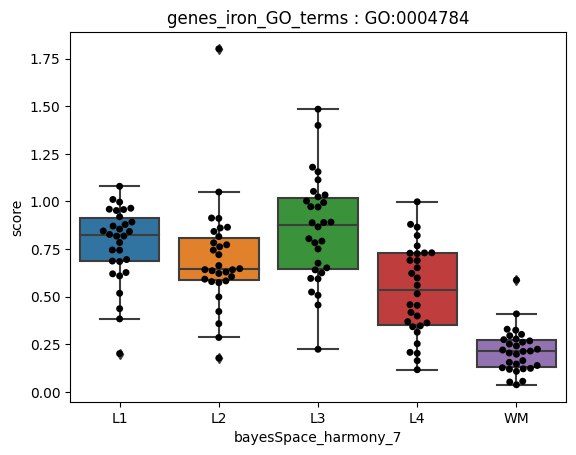 genes_iron_GO_terms : GO:0004784
score
1.75
1.50
1.25
1.00
0.75
0.50
0.25
0.00
L1 L2 L3 L4 WM
bayesSpace_harmony_7